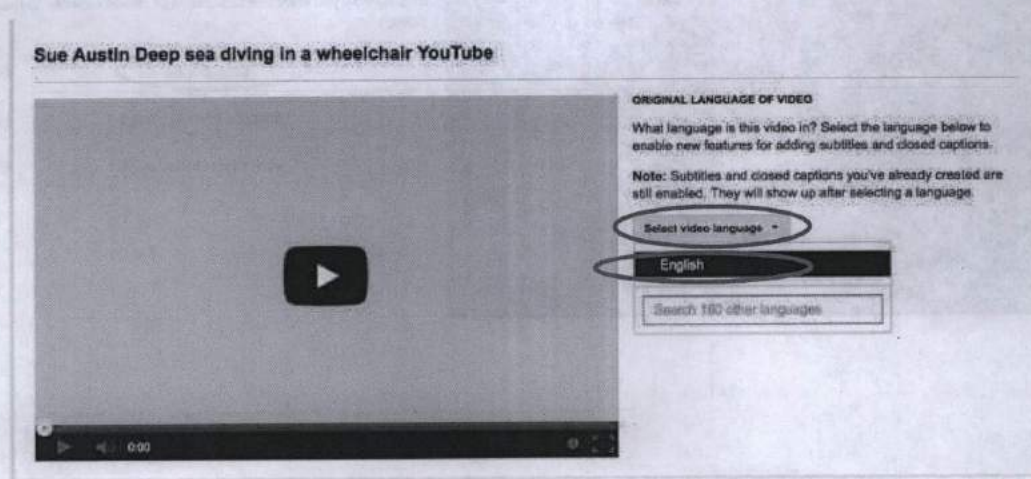 Sue Austin Deep sea diving in a wheelchair YouTube
ORIGINAL LANGUAGE OF VIDEO
What language is this video in? Select the language below to
enable new features for adding subtitles and closed captions.
Note: Subtitles and closed captions you've already created are
still enabled. They will show up after selecting a language.
Select video language
English
Search 160 other languages
0:00